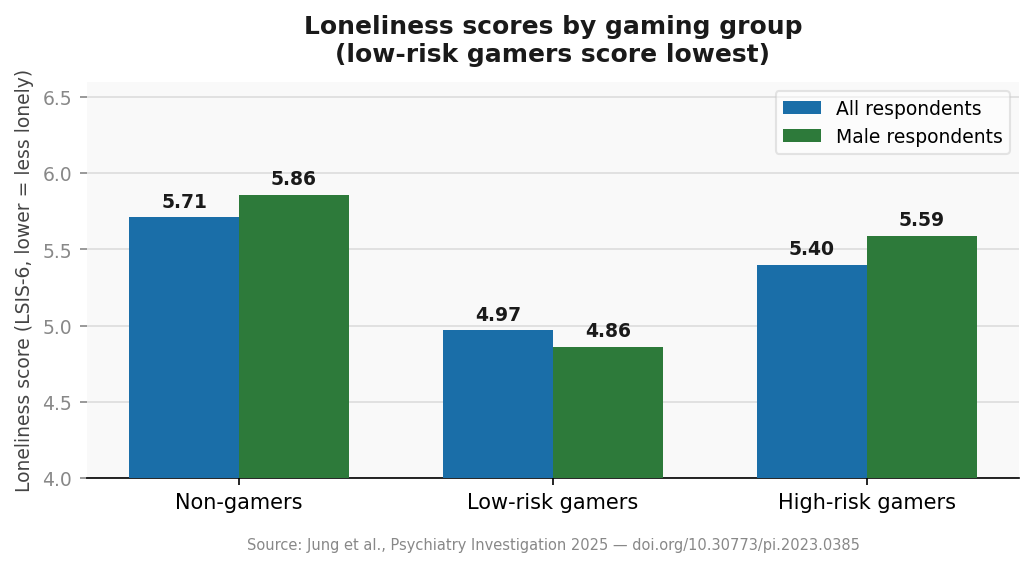 Loneliness scores by gaming group
(low-risk gamers score lowest)
Loneliness score (LSIS-6, lower = less lonely)
6.5
6.0
5.5
5.0
4.5
4.0
All respondents
Male respondents
5.71
5.86
4.97
4.86
5.40
5.59
Non-gamers
Low-risk gamers
High-risk gamers
Source: Jung et al., Psychiatry Investigation 2025 — doi.org/10.30773/pi.2023.0385